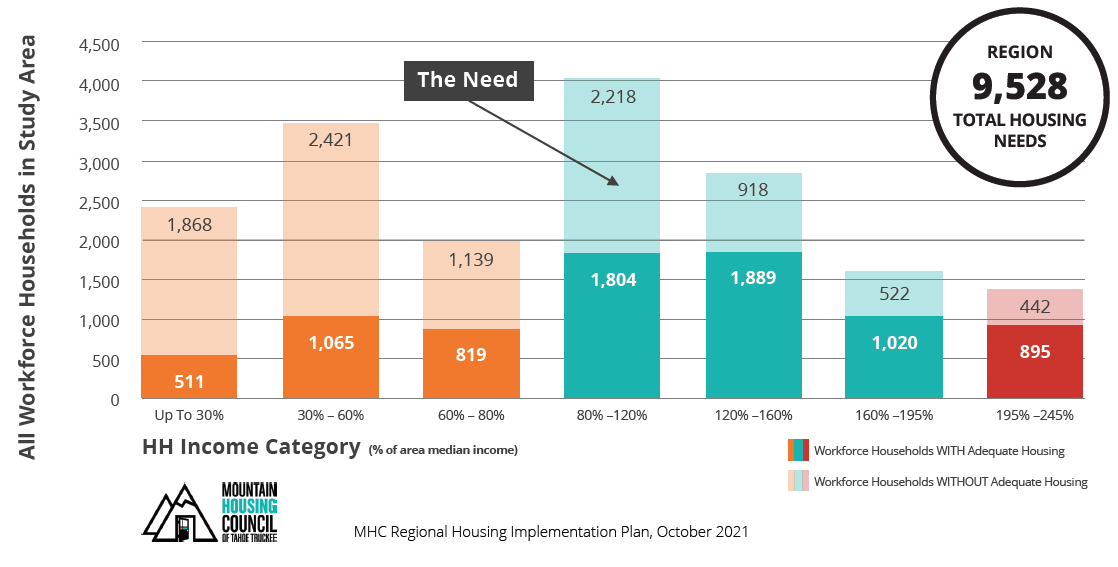 All Workforce Households in Study Area
4,500
4,000
3,500
3,000
2,500
2,000
1,500
1,000
500
0
The Need
REGION
9,528
TOTAL HOUSING
NEEDS
1,868
511
2,421
1,065
1,139
819
2,218
1,804
918
1,889
522
1,020
442
895
Up To 30%
30% – 60%
60% – 80%
80% –120%
120% –160%
160% –195%
195% –245%
HH Income Category (% of area median income)
Workforce Households WITH Adequate Housing
Workforce Households WITHOUT Adequate Housing
MOUNTAIN
HOUSING
COUNCIL
OF TAHOE TRUCKEE
MHC Regional Housing Implementation Plan, October 2021